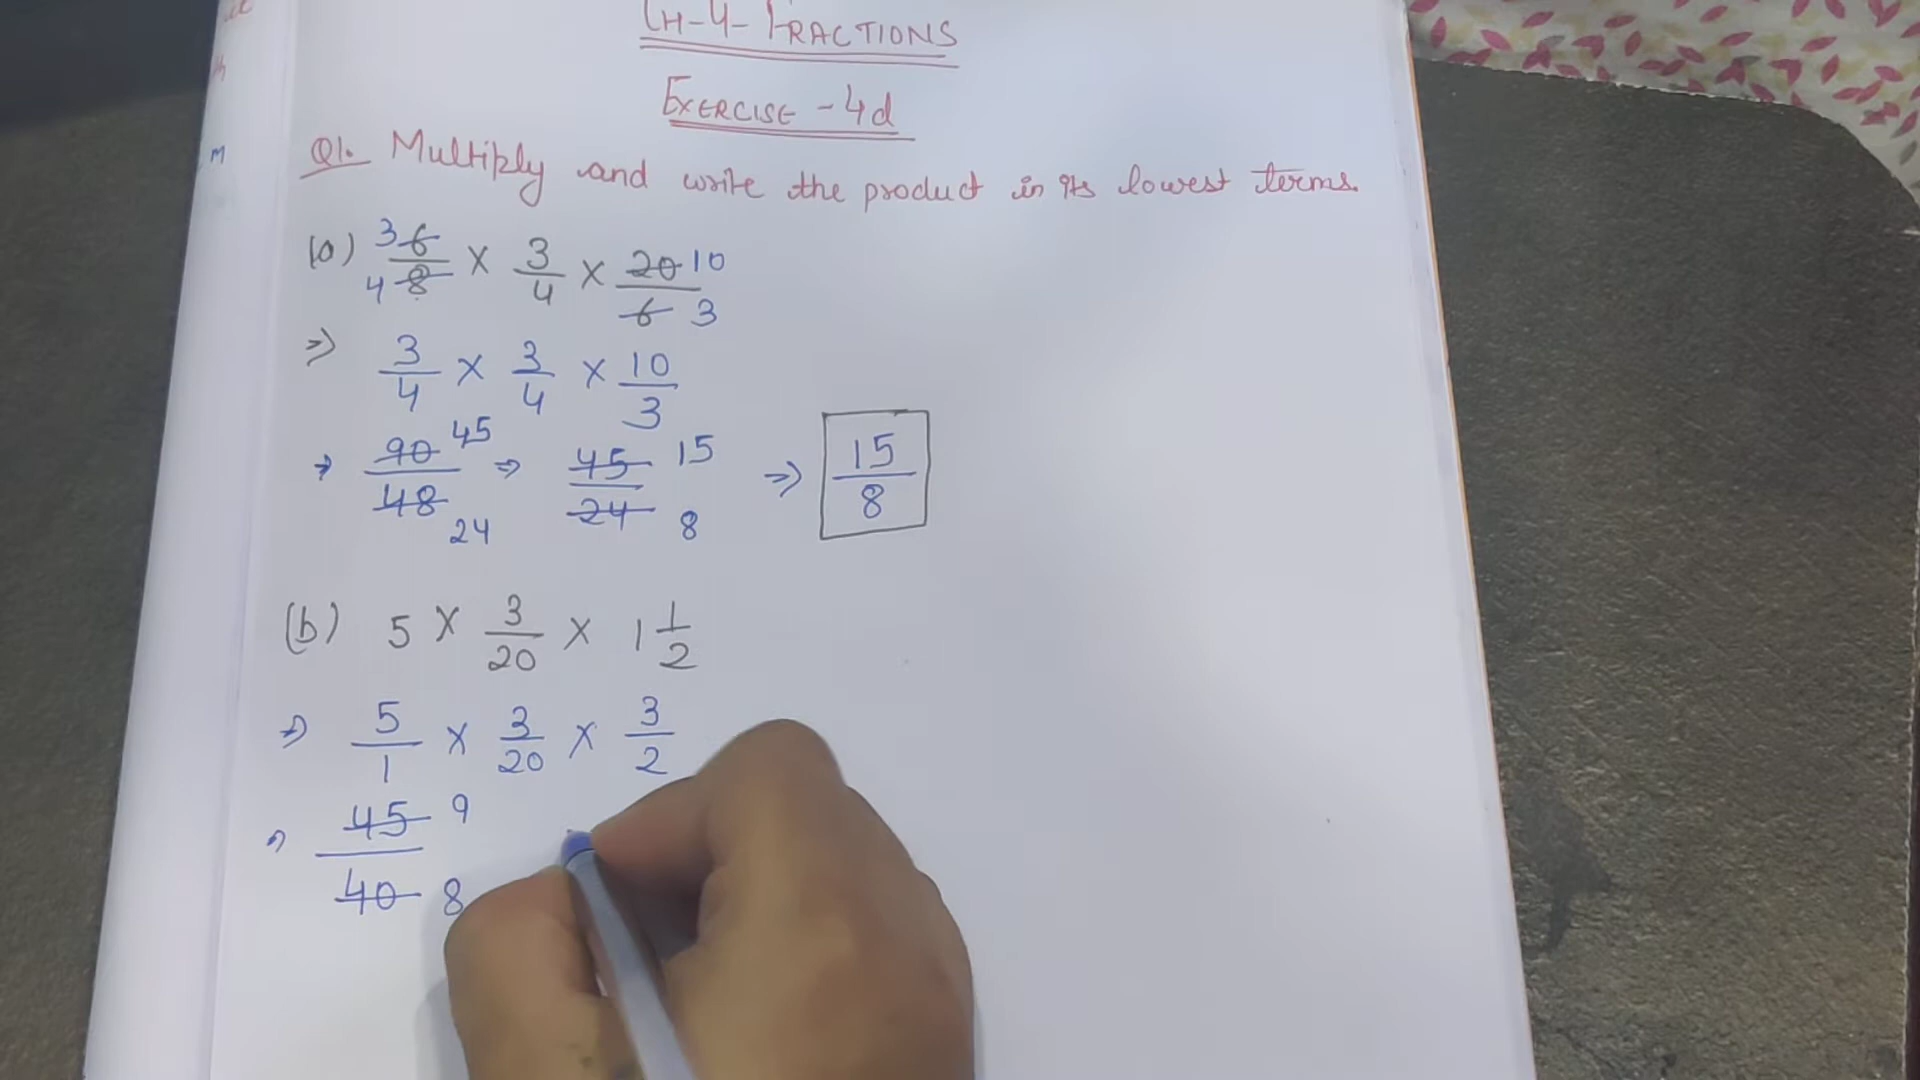 CH-4-FRACTIONS
EXERCISE - 4d
Q1. Multiply and write the product in its lowest terms.
(a) 3 6/4 8 × 3/4 × 20 10/6 3
⇒ 3/4 × 3/4 × 10/3
⇒ 90 45/48 24 ⇒ 45 15/24 8 ⇒ 15/8
(b) 5 × 3/20 × 1 1/2
⇒ 5/1 × 3/20 × 3/2
⇒ 45 9/40 8
M